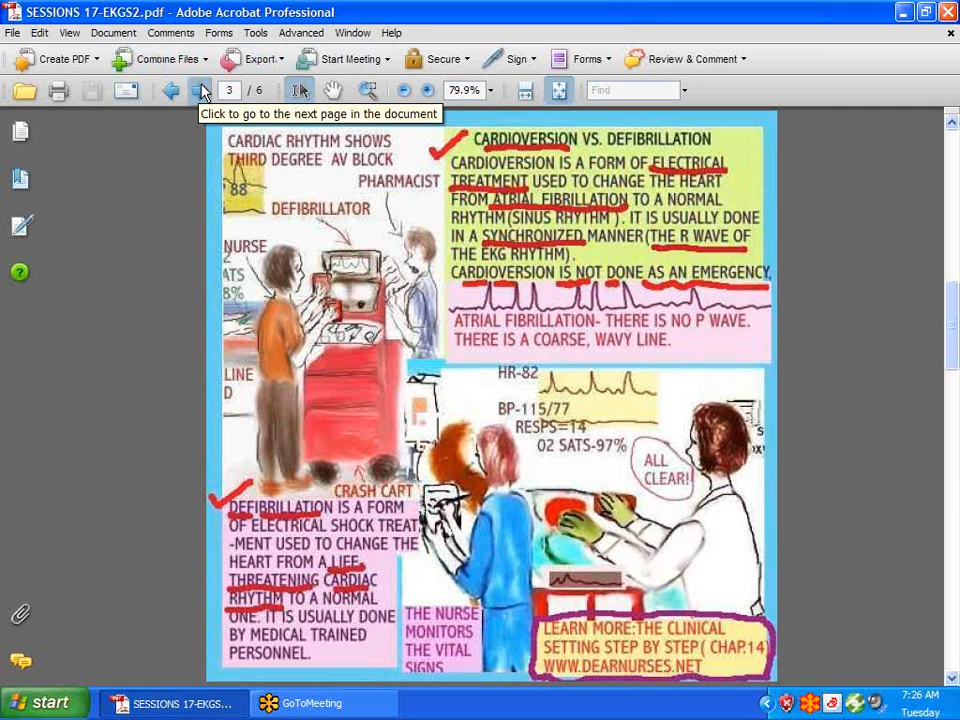 SESSIONS 17-EKGS2.pdf - Adobe Acrobat Professional
File Edit View Document Comments Forms Tools Advanced Window Help
Create PDF Combine Files Export Start Meeting Secure Sign Forms Review & Comment
3 / 6 79.9% Find
Click to go to the next page in the document
CARDIAC RHYTHM SHOWS
THIRD DEGREE AV BLOCK
PHARMACIST
88
DEFIBRILLATOR
NURSE
2
ATS
8%
LINE
D
CRASH CART
CARDIOVERSION VS. DEFIBRILLATION
CARDIOVERSION IS A FORM OF ELECTRICAL
TREATMENT USED TO CHANGE THE HEART
FROM ATRIAL FIBRILLATION TO A NORMAL
RHYTHM(SINUS RHYTHM ). IT IS USUALLY DONE
IN A SYNCHRONIZED MANNER(THE R WAVE OF
THE EKG RHYTHM).
CARDIOVERSION IS NOT DONE AS AN EMERGENCY.
ATRIAL FIBRILLATION- THERE IS NO P WAVE.
THERE IS A COARSE, WAVY LINE.
DEFIBRILLATION IS A FORM
OF ELECTRICAL SHOCK TREAT
-MENT USED TO CHANGE THE
HEART FROM A LIFE
THREATENING CARDIAC
RHYTHM TO A NORMAL
ONE. IT IS USUALLY DONE
BY MEDICAL TRAINED
PERSONNEL.
HR-82
BP-115/77
RESPS=14
02 SATS-97%
ALL
CLEAR!!
THE NURSE
MONITORS
THE VITAL
SIGNS
LEARN MORE:THE CLINICAL
SETTING STEP BY STEP( CHAP.14)
WWW.DEARNURSES.NET
start SESSIONS 17-EKGS2.p... GoToMeeting 7:26 AM
Tuesday